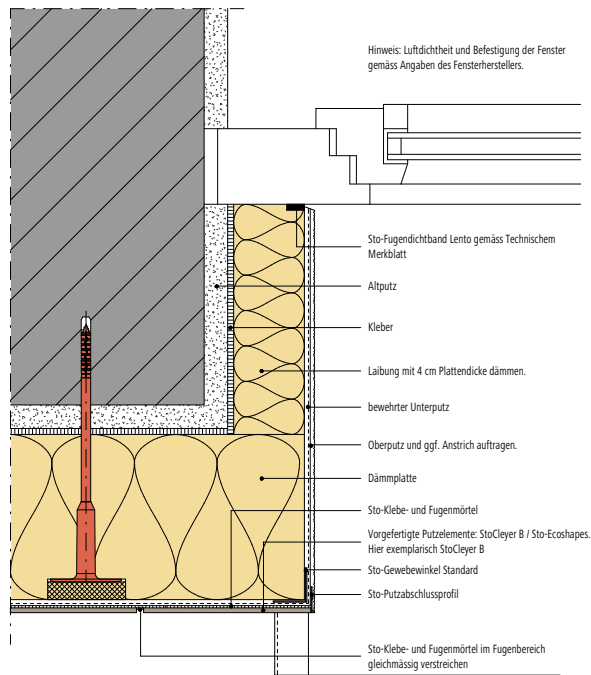 Hinweis: Luftdichtheit und Befestigung der Fenster
gemäss Angaben des Fensterherstellers.
Sto-Fugendichtband Lento gemäss Technischem
Merkblatt
Altputz
Kleber
Laibung mit 4 cm Plattendicke dämmen.
bewehrter Unterputz
Oberputz und ggf. Anstrich auftragen.
Dämmplatte
Sto-Klebe- und Fugenmörtel
Vorgefertigte Putzelemente: StoCleyer B / Sto-Ecoshapes.
Hier exemplarisch StoCleyer B
Sto-Gewebewinkel Standard
Sto-Putzabschlussprofil
Sto-Klebe- und Fugenmörtel im Fugenbereich
gleichmässig verstreichen